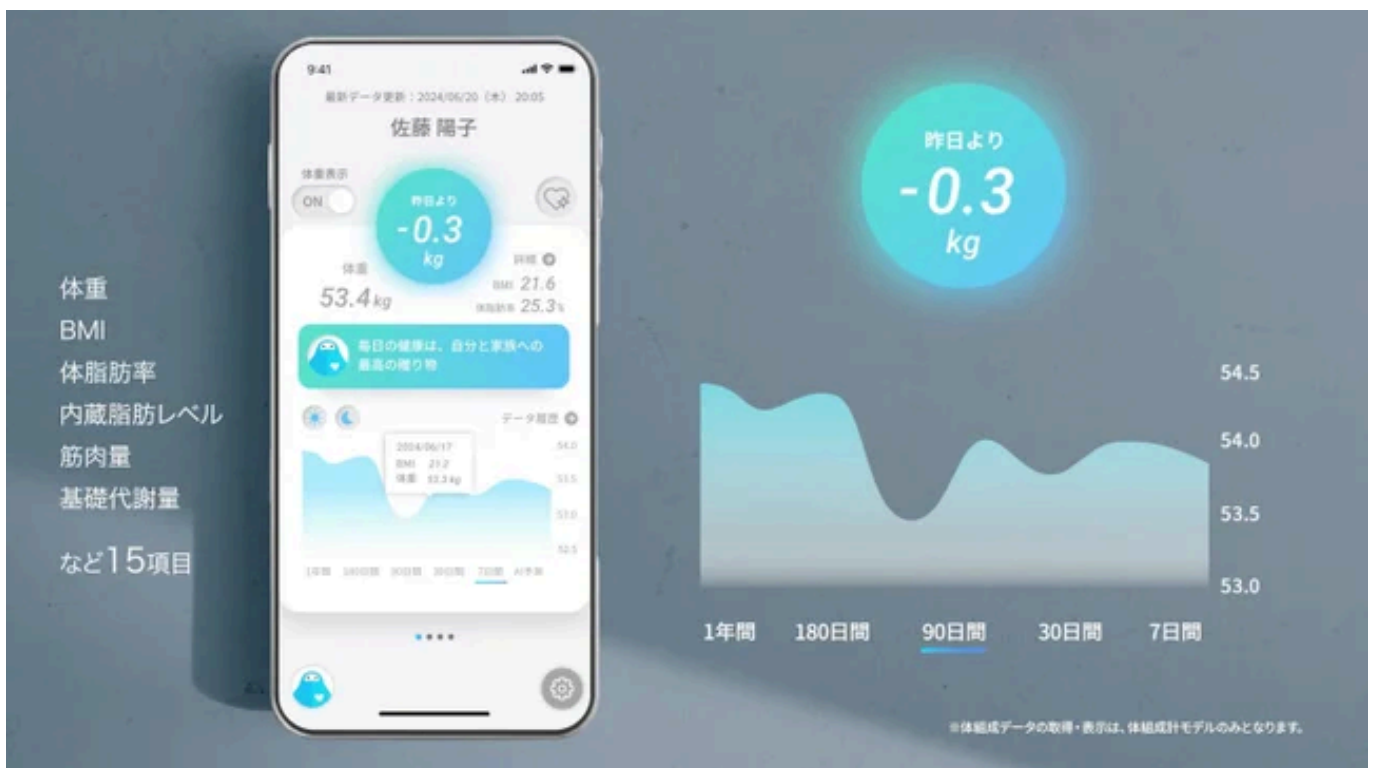 体重
BMI
体脂肪率
内蔵脂肪レベル
筋肉量
基礎代謝量
など15項目
9:41
最新データ更新：2024/06/20（木） 20:05
佐藤 陽子
体重表示
ON
昨日より
-0.3
kg
体重
53.4kg
詳細
BMI 21.6
体脂肪率 25.3%
毎日の健康は、自分と家族への
最高の贈り物
データ履歴
2024/06/17
BMI 21.2
体重 53.3 kg
54.0
53.5
53.0
52.5
1年間 180日間 90日間 30日間 7日間 AI予測
昨日より
-0.3
kg
54.5
54.0
53.5
53.0
1年間 180日間 90日間 30日間 7日間
※体組成データの取得・表示は、体組成計モデルのみとなります。